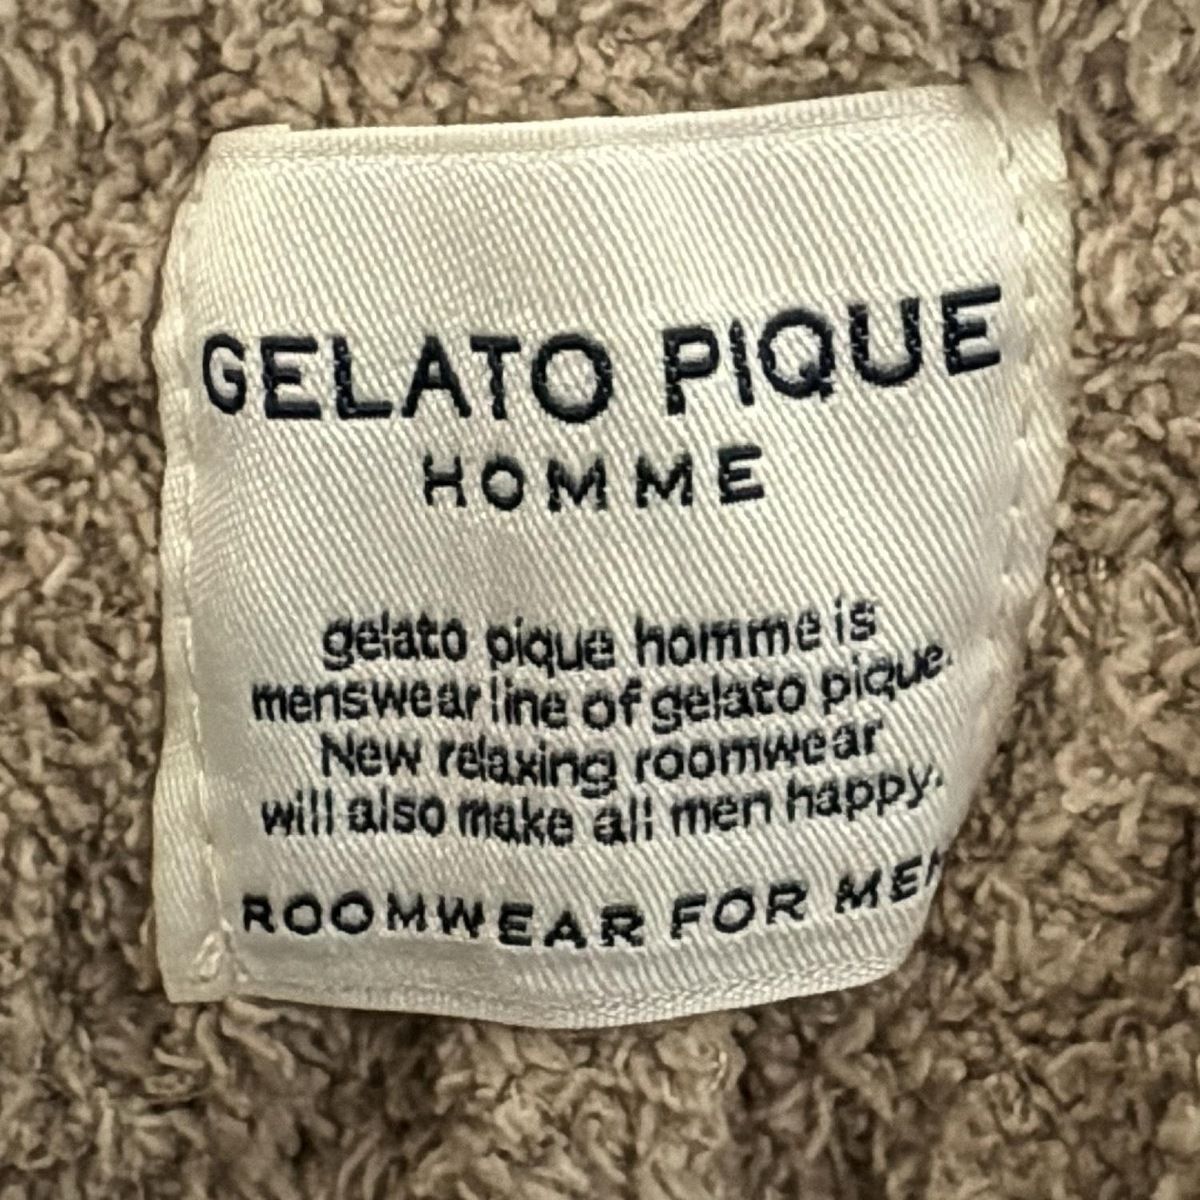 GELATO PIQUE
HOMME
gelato pique homme is
menswear line of gelato pique.
New relaxing roomwear
will also make all men happy.
ROOMWEAR FOR MEN